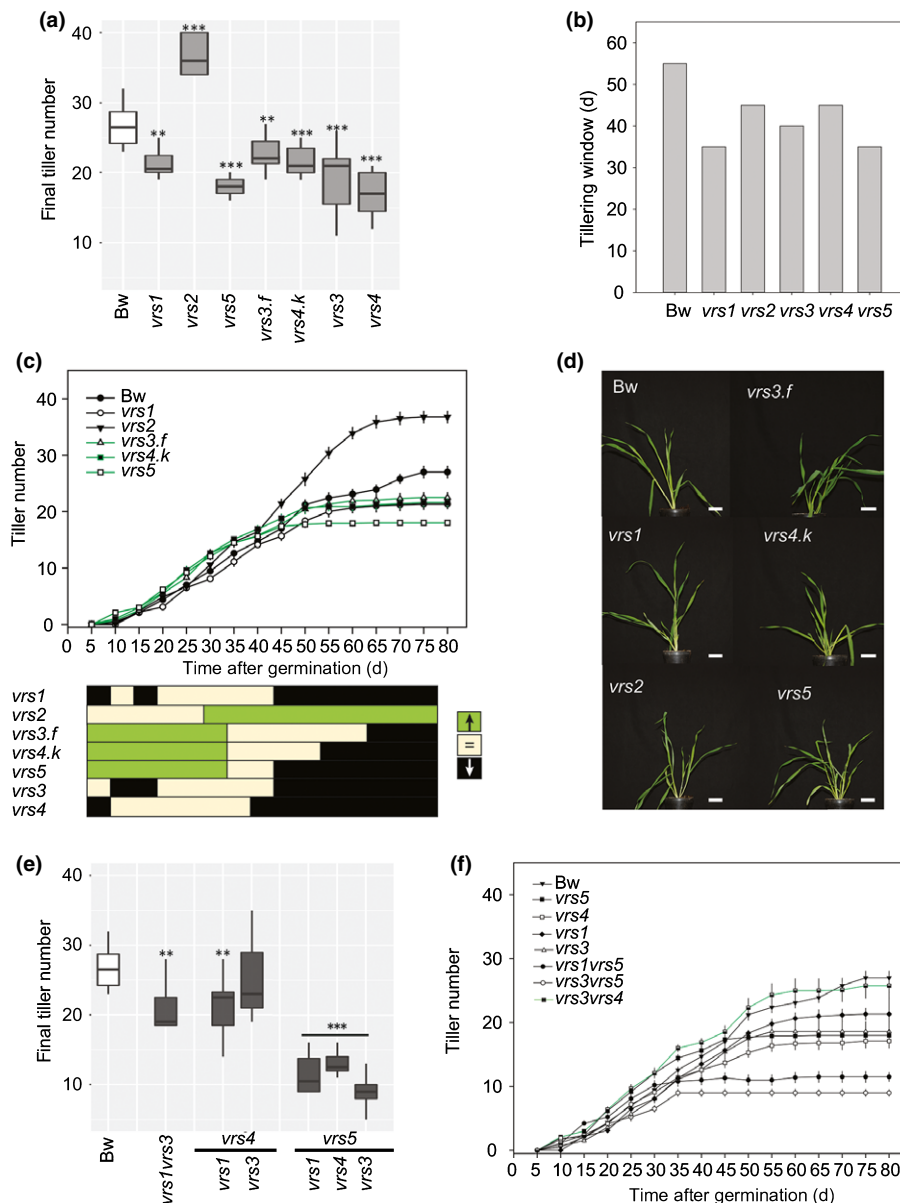 (a)
Final tiller number
40
30
20
10
***
**
***
**
***
***
***
Bw
vrs1
vrs2
vrs5
vrs3.f
vrs4.k
vrs3
vrs4
(b)
Tillering window (d)
60
50
40
30
20
10
0
Bw vrs1 vrs2 vrs3 vrs4 vrs5
(c)
Tiller number
40
30
20
10
0
Bw
vrs1
vrs2
vrs3.f
vrs4.k
vrs5
0 5 10 15 20 25 30 35 40 45 50 55 60 65 70 75 80
Time after germination (d)
vrs1
vrs2
vrs3.f
vrs4.k
vrs5
vrs3
vrs4
=
(d)
Bw
vrs3.f
vrs1
vrs4.k
vrs2
vrs5
(e)
Final tiller number
40
30
20
10
**
**
***
Bw
vrs1vrs3
vrs4
vrs1
vrs3
vrs5
vrs1
vrs4
vrs3
(f)
Tiller number
40
20
0
Bw
vrs5
vrs4
vrs1
vrs3
vrs1vrs5
vrs3vrs5
vrs3vrs4
0 5 10 15 20 25 30 35 40 45 50 55 60 65 70 75 80
Time after germination (d)